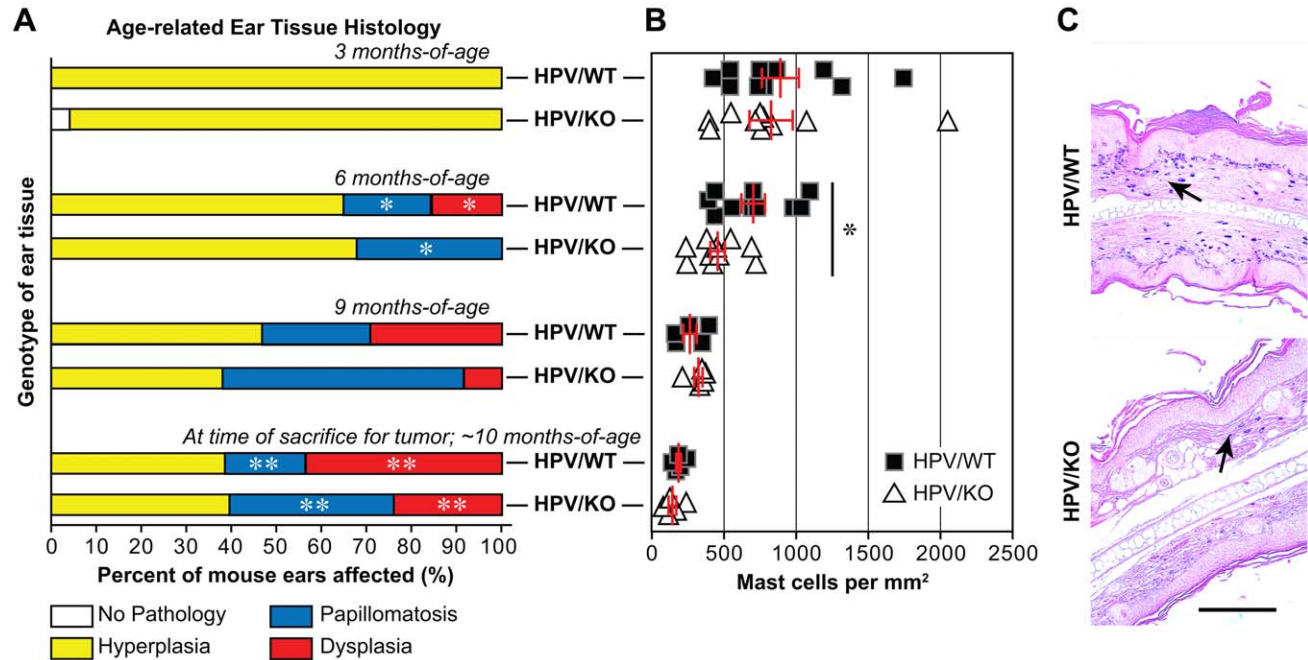 A
Age-related Ear Tissue Histology
3 months-of-age
HPV/WT
HPV/KO
6 months-of-age
* *
HPV/WT
*
HPV/KO
9 months-of-age
HPV/WT
HPV/KO
At time of sacrifice for tumor; ~10 months-of-age
** **
HPV/WT
** **
HPV/KO
Genotype of ear tissue
0 10 20 30 40 50 60 70 80 90 100
Percent of mouse ears affected (%)
No Pathology
Papillomatosis
Hyperplasia
Dysplasia
B
*
HPV/WT
HPV/KO
0 500 1000 1500 2000 2500
Mast cells per mm²
C
HPV/WT
HPV/KO